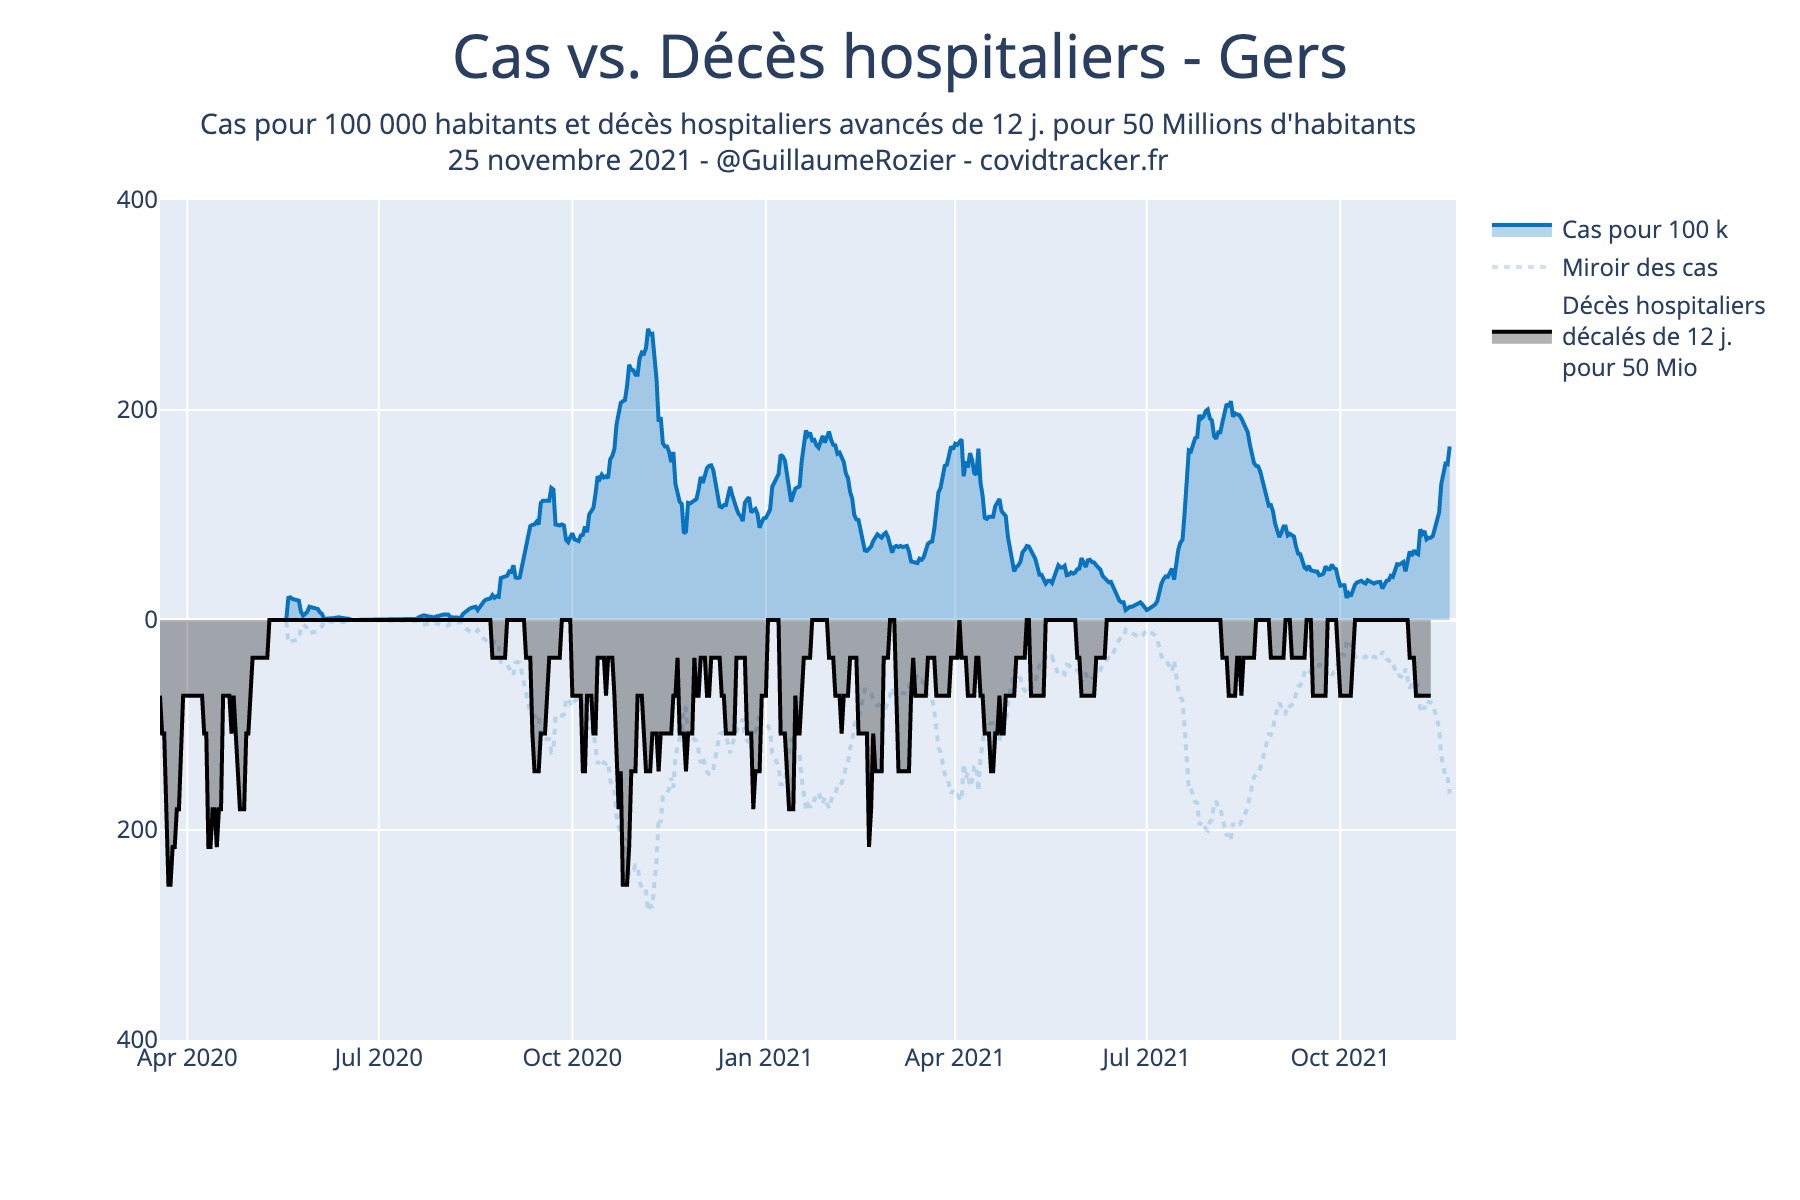 Cas vs. Décès hospitaliers - Gers
Cas pour 100 000 habitants et décès hospitaliers avancés de 12 j. pour 50 Millions d'habitants
25 novembre 2021 - @GuillaumeRozier - covidtracker.fr
400
200
0
200
400
Apr 2020
Jul 2020
Oct 2020
Jan 2021
Apr 2021
Jul 2021
Oct 2021
Cas pour 100 k
Miroir des cas
Décès hospitaliers
décalés de 12 j.
pour 50 Mio